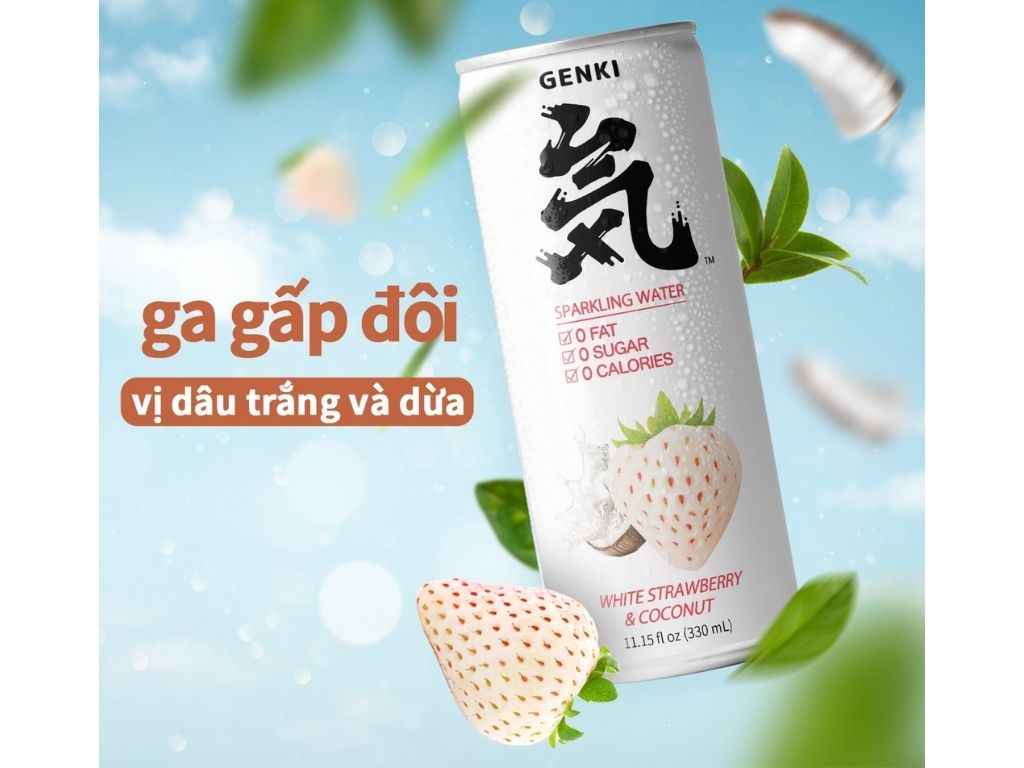 ga gấp đôi
vị dâu trắng và dừa
GENKI
氣
TM
SPARKLING WATER
0 FAT
0 SUGAR
0 CALORIES
WHITE STRAWBERRY
& COCONUT
11.15 fl oz (330 mL)